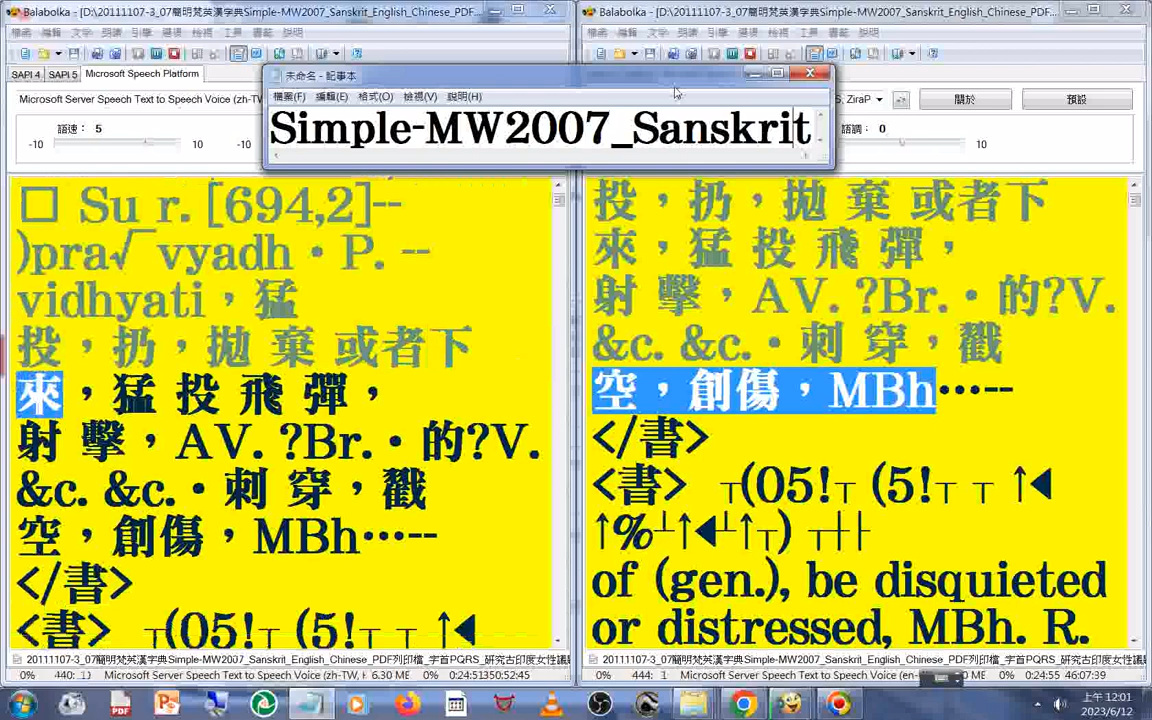 Balabolka - [D:\20111107-3_07簡明梵英漢字典Simple-MW2007_Sanskrit_English_Chinese_PDF...
Balabolka - [D:\20111107-3_07簡明梵英漢字典Simple-MW2007_Sanskrit_English_Chinese_PDF...
SAPI 4 SAPI 5 Microsoft Speech Platform
未命名 - 記事本
檔案(F) 編輯(E) 格式(O) 檢視(V) 說明(H)
Simple-MW2007_Sanskrit
Microsoft Server Speech Text to Speech Voice (zh-TW,
SV, ZiraP
關於
預設
語速： 5
-10
語調： 0
10
□ Su r. [694,2]--
)pra√￣vyadh‧P. --
vidhyati，猛
投，扔，拋 棄 或者下
來，猛 投 飛 彈，
射 擊，AV. ?Br.‧的?V.
&c. &c.‧刺 穿，戳
空，創傷，MBh…--
</書>
<書> ┬(05!┬ (5!┬ ┬ ↑◄
投，扔，拋 棄 或者下
來，猛 投 飛 彈，
射 擊，AV. ?Br.‧的?V.
&c. &c.‧刺 穿，戳
空，創傷，MBh…--
</書>
<書> ┬(05!┬ (5!┬ ┬ ↑◄
↑%┴↑◄┴↑┬) ┬┼┼
of (gen.), be disquieted
or distressed, MBh. R.
20111107-3_07簡明梵英漢字典Simple-MW2007_Sanskrit_English_Chinese_PDF列印檔_字首PQRS_研究古印度女性議
20111107-3_07簡明梵英漢字典Simple-MW2007_Sanskrit_English_Chinese_PDF列印檔_字首PQRS_研究古印度女性議
0% 440: Microsoft Server Speech Text to Speech Voice (zh-TW, 6.30 ME 0% 0:24:51350:52:45
0% 444: 1 Microsoft Server Speech Text to Speech Voice (en- 0% 0:24:55 46:07:39
上午 12:01
2023/6/12